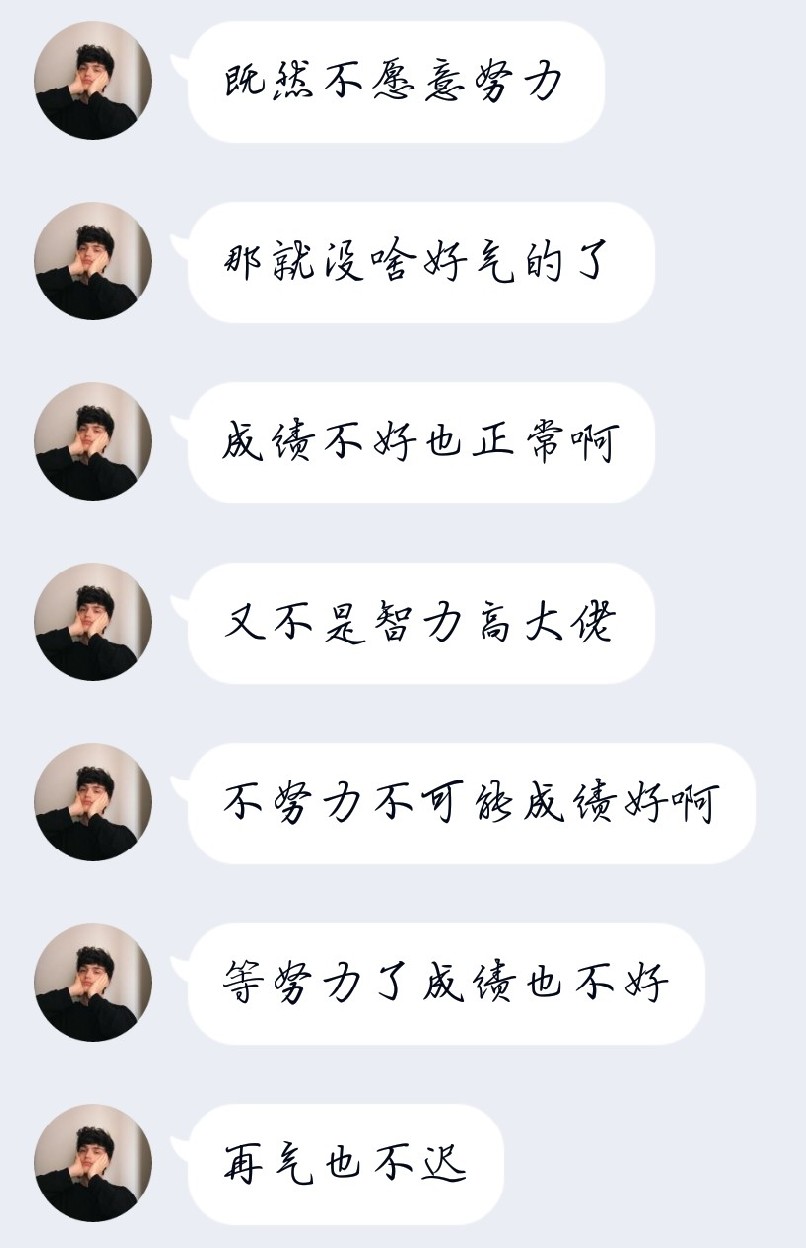 既然不愿意努力
那就没啥好气的了
成绩不好也正常啊
又不是智力高大佬
不努力不可能成绩好啊
等努力了成绩也不好
再气也不迟